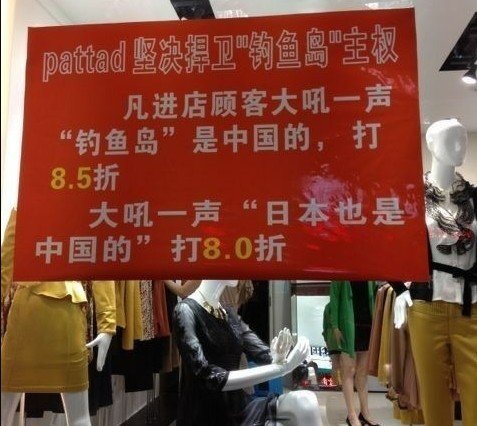 pattad 坚决捍卫"钓鱼岛"主权
凡进店顾客大吼一声
“钓鱼岛”是中国的，打
8.5折
大吼一声“日本也是
中国的”打8.0折